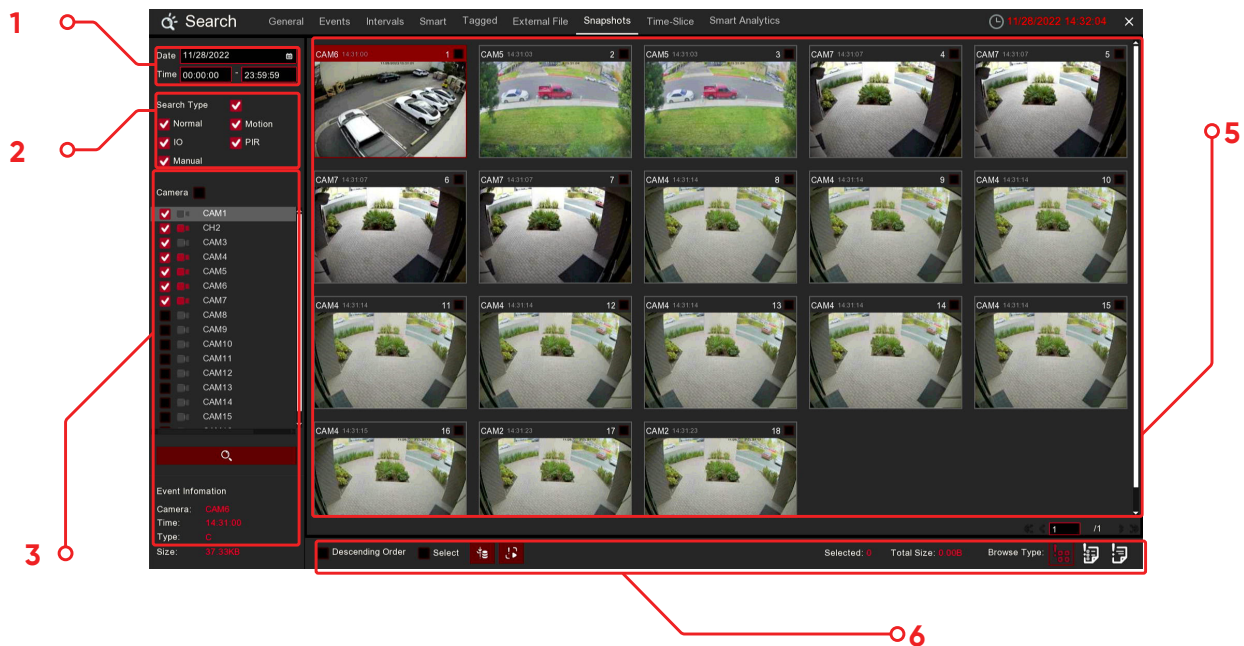 Search
General Events Intervals Smart Tagged External File Snapshots Time-Slice Smart Analytics
11/28/2022 14:32:04
1
Date 11/28/2022
Time 00:00:00 - 23:59:59
2
Search Type
Normal Motion
IO PIR
Manual
3
Camera
CAM1
CH2
CAM3
CAM4
CAM5
CAM6
CAM7
CAM8
CAM9
CAM10
CAM11
CAM12
CAM13
CAM14
CAM15
Event Infomation
Camera: CAM6
Time: 14:31:00
Type: C
Size: 37.33KB
5
CAM6 14:31:00 1
CAM5 14:31:03 2
CAM5 14:31:03 3
CAM7 14:31:07 4
CAM7 14:31:07 5
CAM7 14:31:07 6
CAM7 14:31:07 7
CAM4 14:31:14 8
CAM4 14:31:14 9
CAM4 14:31:14 10
CAM4 14:31:14 11
CAM4 14:31:14 12
CAM4 14:31:14 13
CAM4 14:31:14 14
CAM4 14:31:14 15
CAM4 14:31:15 16
CAM2 14:31:23 17
CAM2 14:31:23 18
1 /1
Descending Order Select Selected: 0 Total Size: 0.00B Browse Type:
6